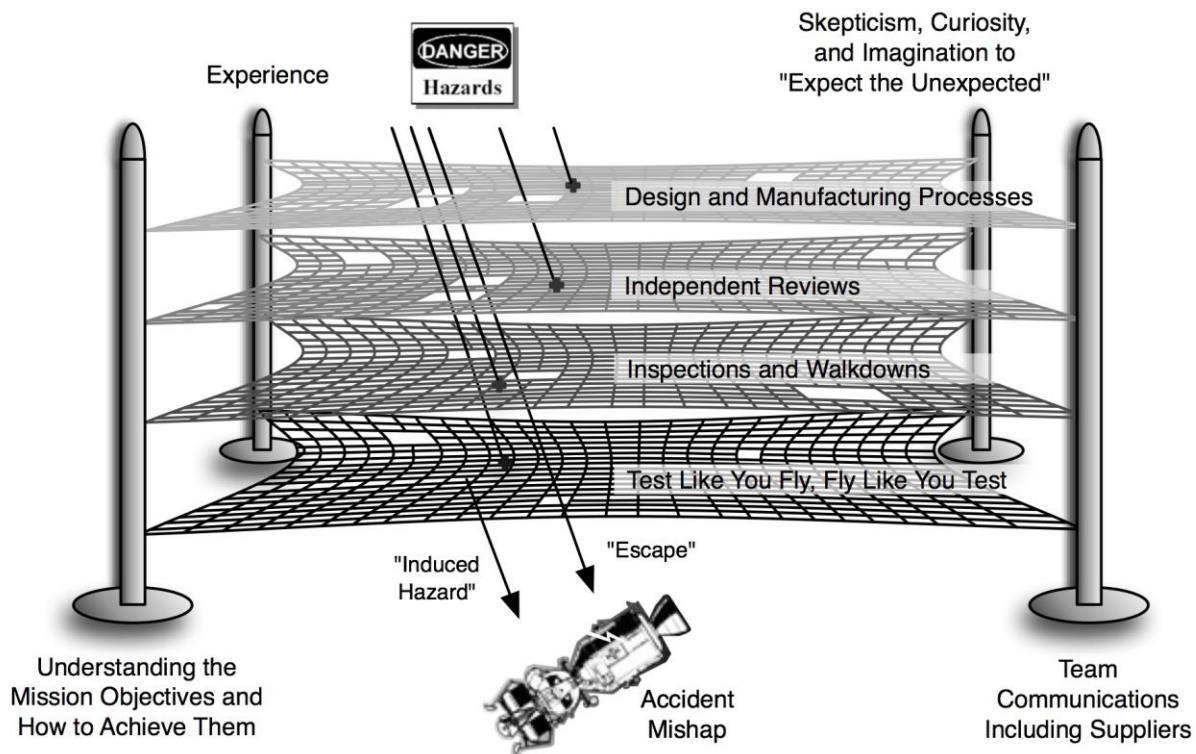 Skepticism, Curiosity,
and Imagination to
"Expect the Unexpected"
Experience
DANGER
Hazards
Design and Manufacturing Processes
Independent Reviews
Inspections and Walkdowns
Test Like You Fly, Fly Like You Test
"Induced
Hazard"
"Escape"
Understanding the
Mission Objectives and
How to Achieve Them
Accident
Mishap
Team
Communications
Including Suppliers